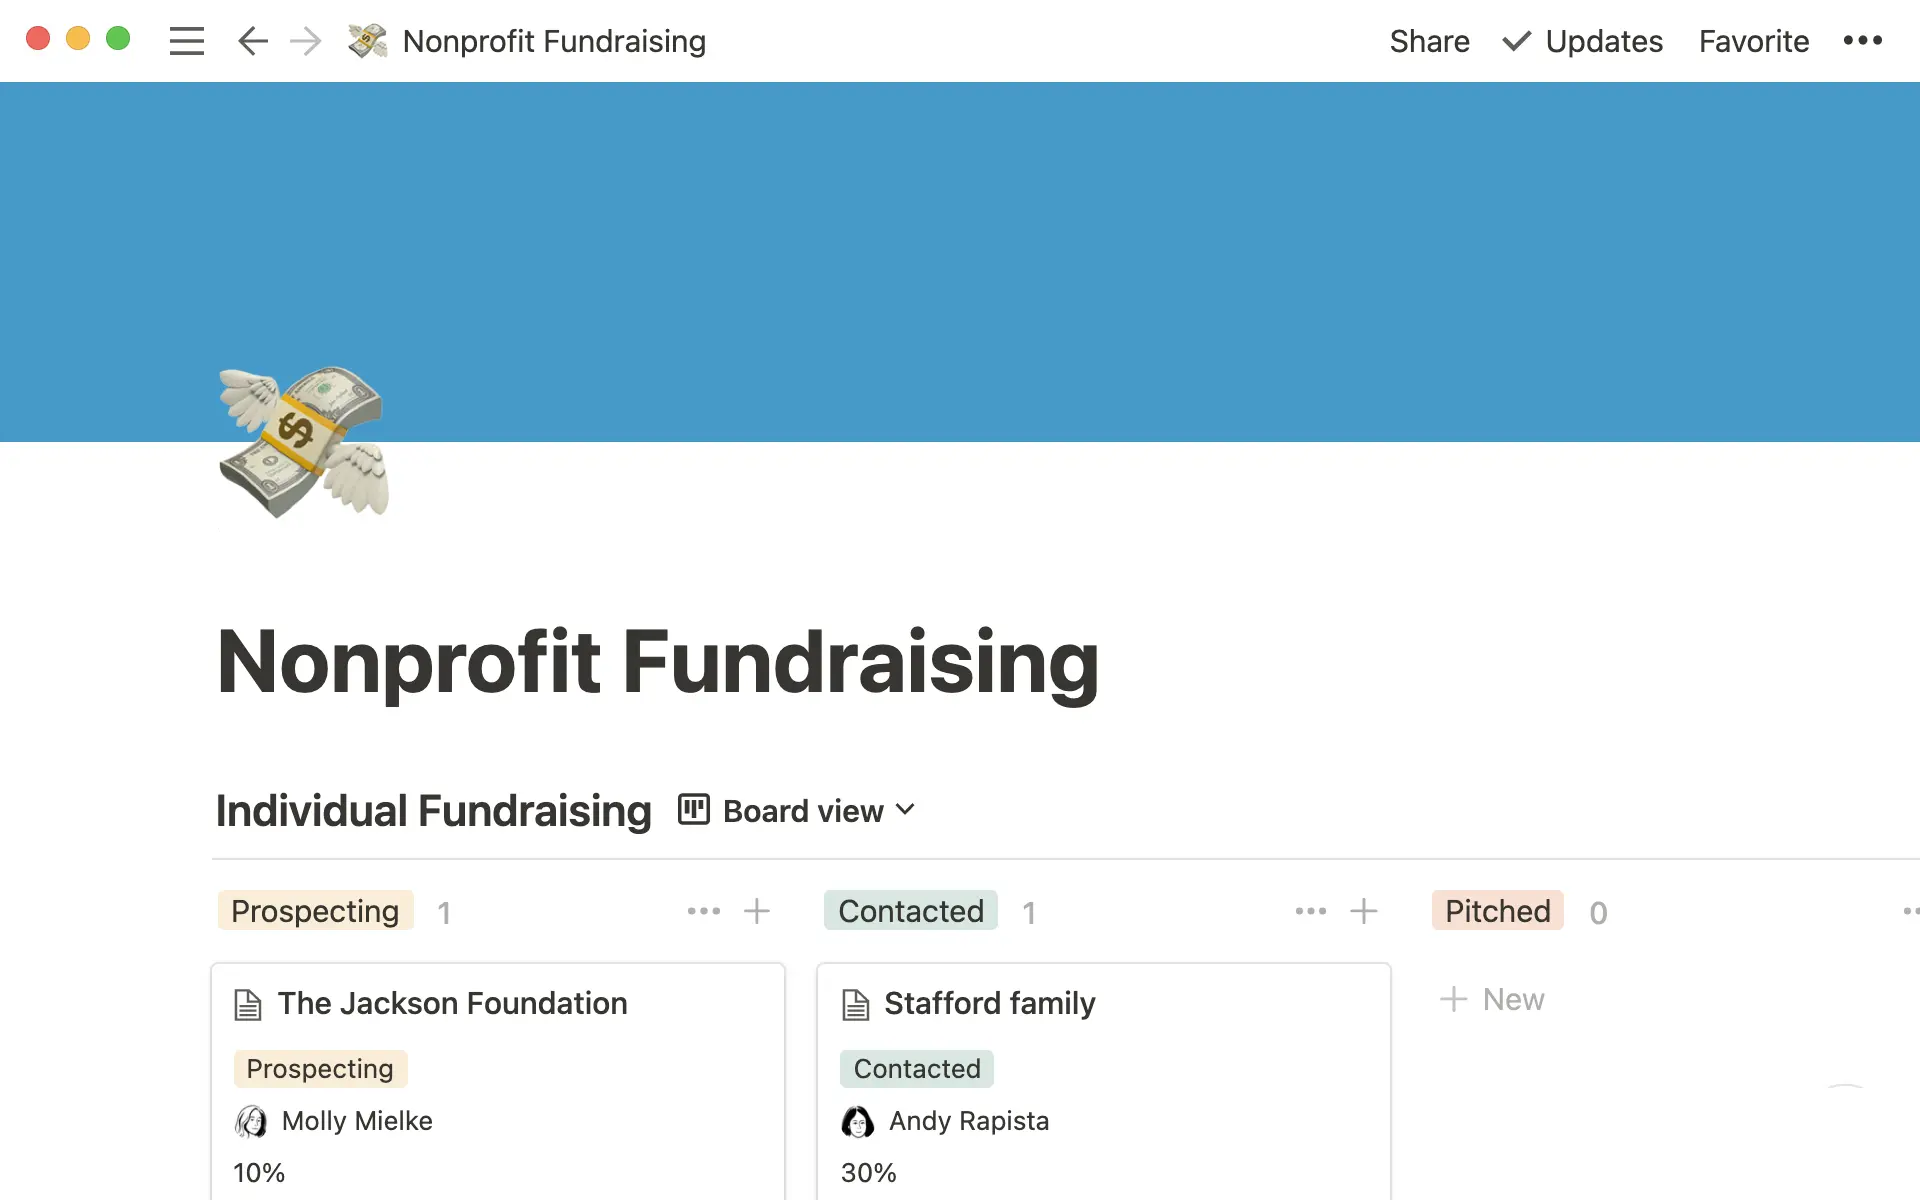 Nonprofit Fundraising
Share Updates Favorite
Nonprofit Fundraising
Individual Fundraising Board view
Prospecting 1
Contacted 1
Pitched 0
The Jackson Foundation
Prospecting
Molly Mielke
10%
Stafford family
Contacted
Andy Rapista
30%
New